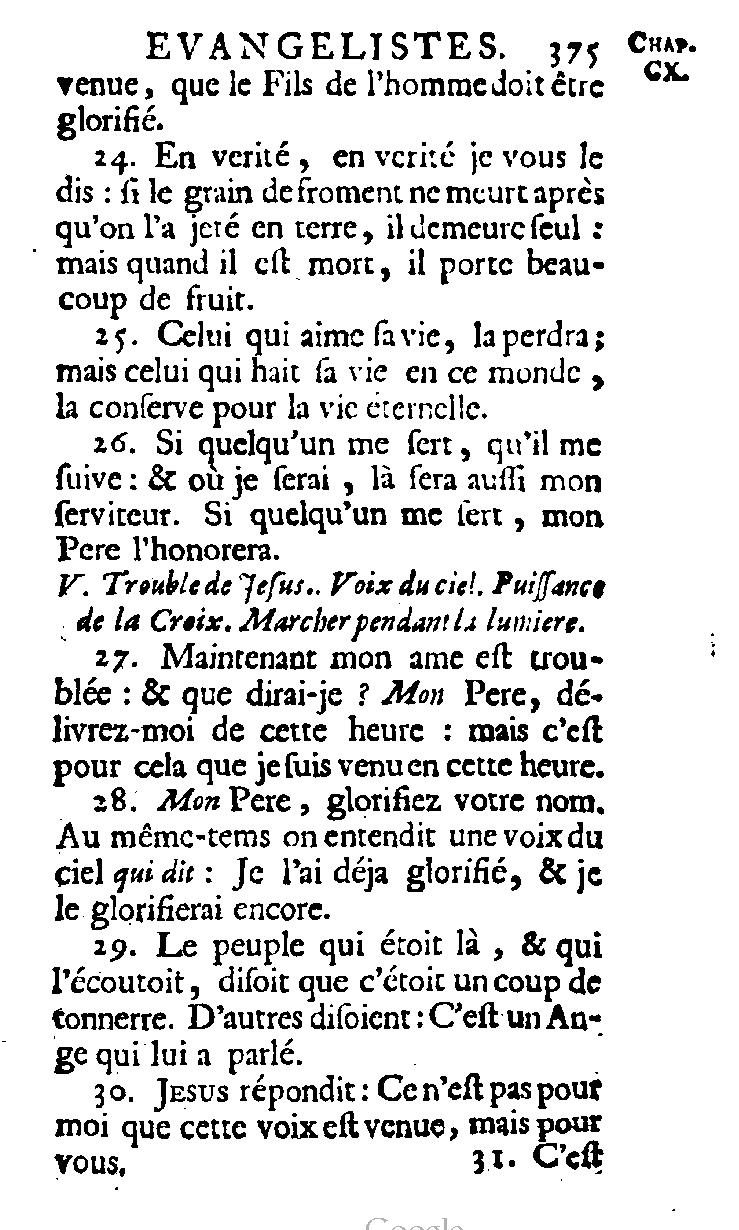 EVANGELISTES. 375 CHAP. CX.
venue, que le Fils de l'homme doit être
glorifié.
24. En verité, en verité je vous le
dis : ſi le grain de froment ne meurt après
qu'on l'a jeté en terre, il demeure ſeul :
mais quand il eſt mort, il porte beau-
coup de fruit.
25. Celui qui aime ſa vie, la perdra;
mais celui qui hait ſa vie en ce monde,
la conſerve pour la vie éternelle.
26. Si quelqu'un me ſert, qu'il me
ſuive : & où je ſerai, là ſera auſſi mon
ſerviteur. Si quelqu'un me ſert, mon
Pere l'honorera.
V. Trouble de Jeſus.. Voix du ciel. Puiſſance
de la Croix. Marcher pendant la lumiere.
27. Maintenant mon ame eſt trou-
blée : & que dirai-je ? Mon Pere, dé-
livrez-moi de cette heure : mais c'eſt
pour cela que je ſuis venu en cette heure.
28. Mon Pere, glorifiez votre nom.
Au même-tems on entendit une voix du
ciel qui dit : Je l'ai déja glorifié, & je
le glorifierai encore.
29. Le peuple qui étoit là, & qui
l'écoutoit, diſoit que c'étoit un coup de
tonnerre. D'autres diſoient : C'eſt un An-
ge qui lui a parlé.
30. JESUS répondit : Ce n'eſt pas pour
moi que cette voix eſt venue, mais pour
vous. 31. C'eſt
Google